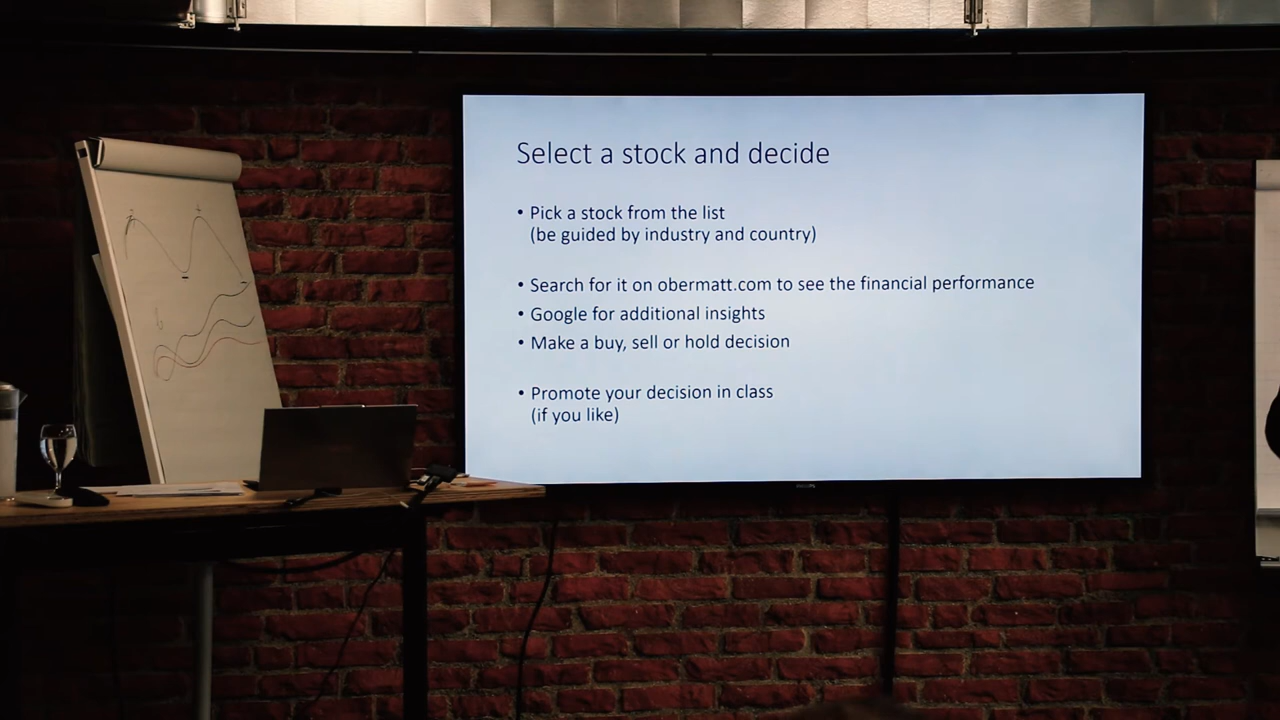 Select a stock and decide
• Pick a stock from the list
(be guided by industry and country)
• Search for it on obermatt.com to see the financial performance
• Google for additional insights
• Make a buy, sell or hold decision
• Promote your decision in class
(if you like)
PHILIPS